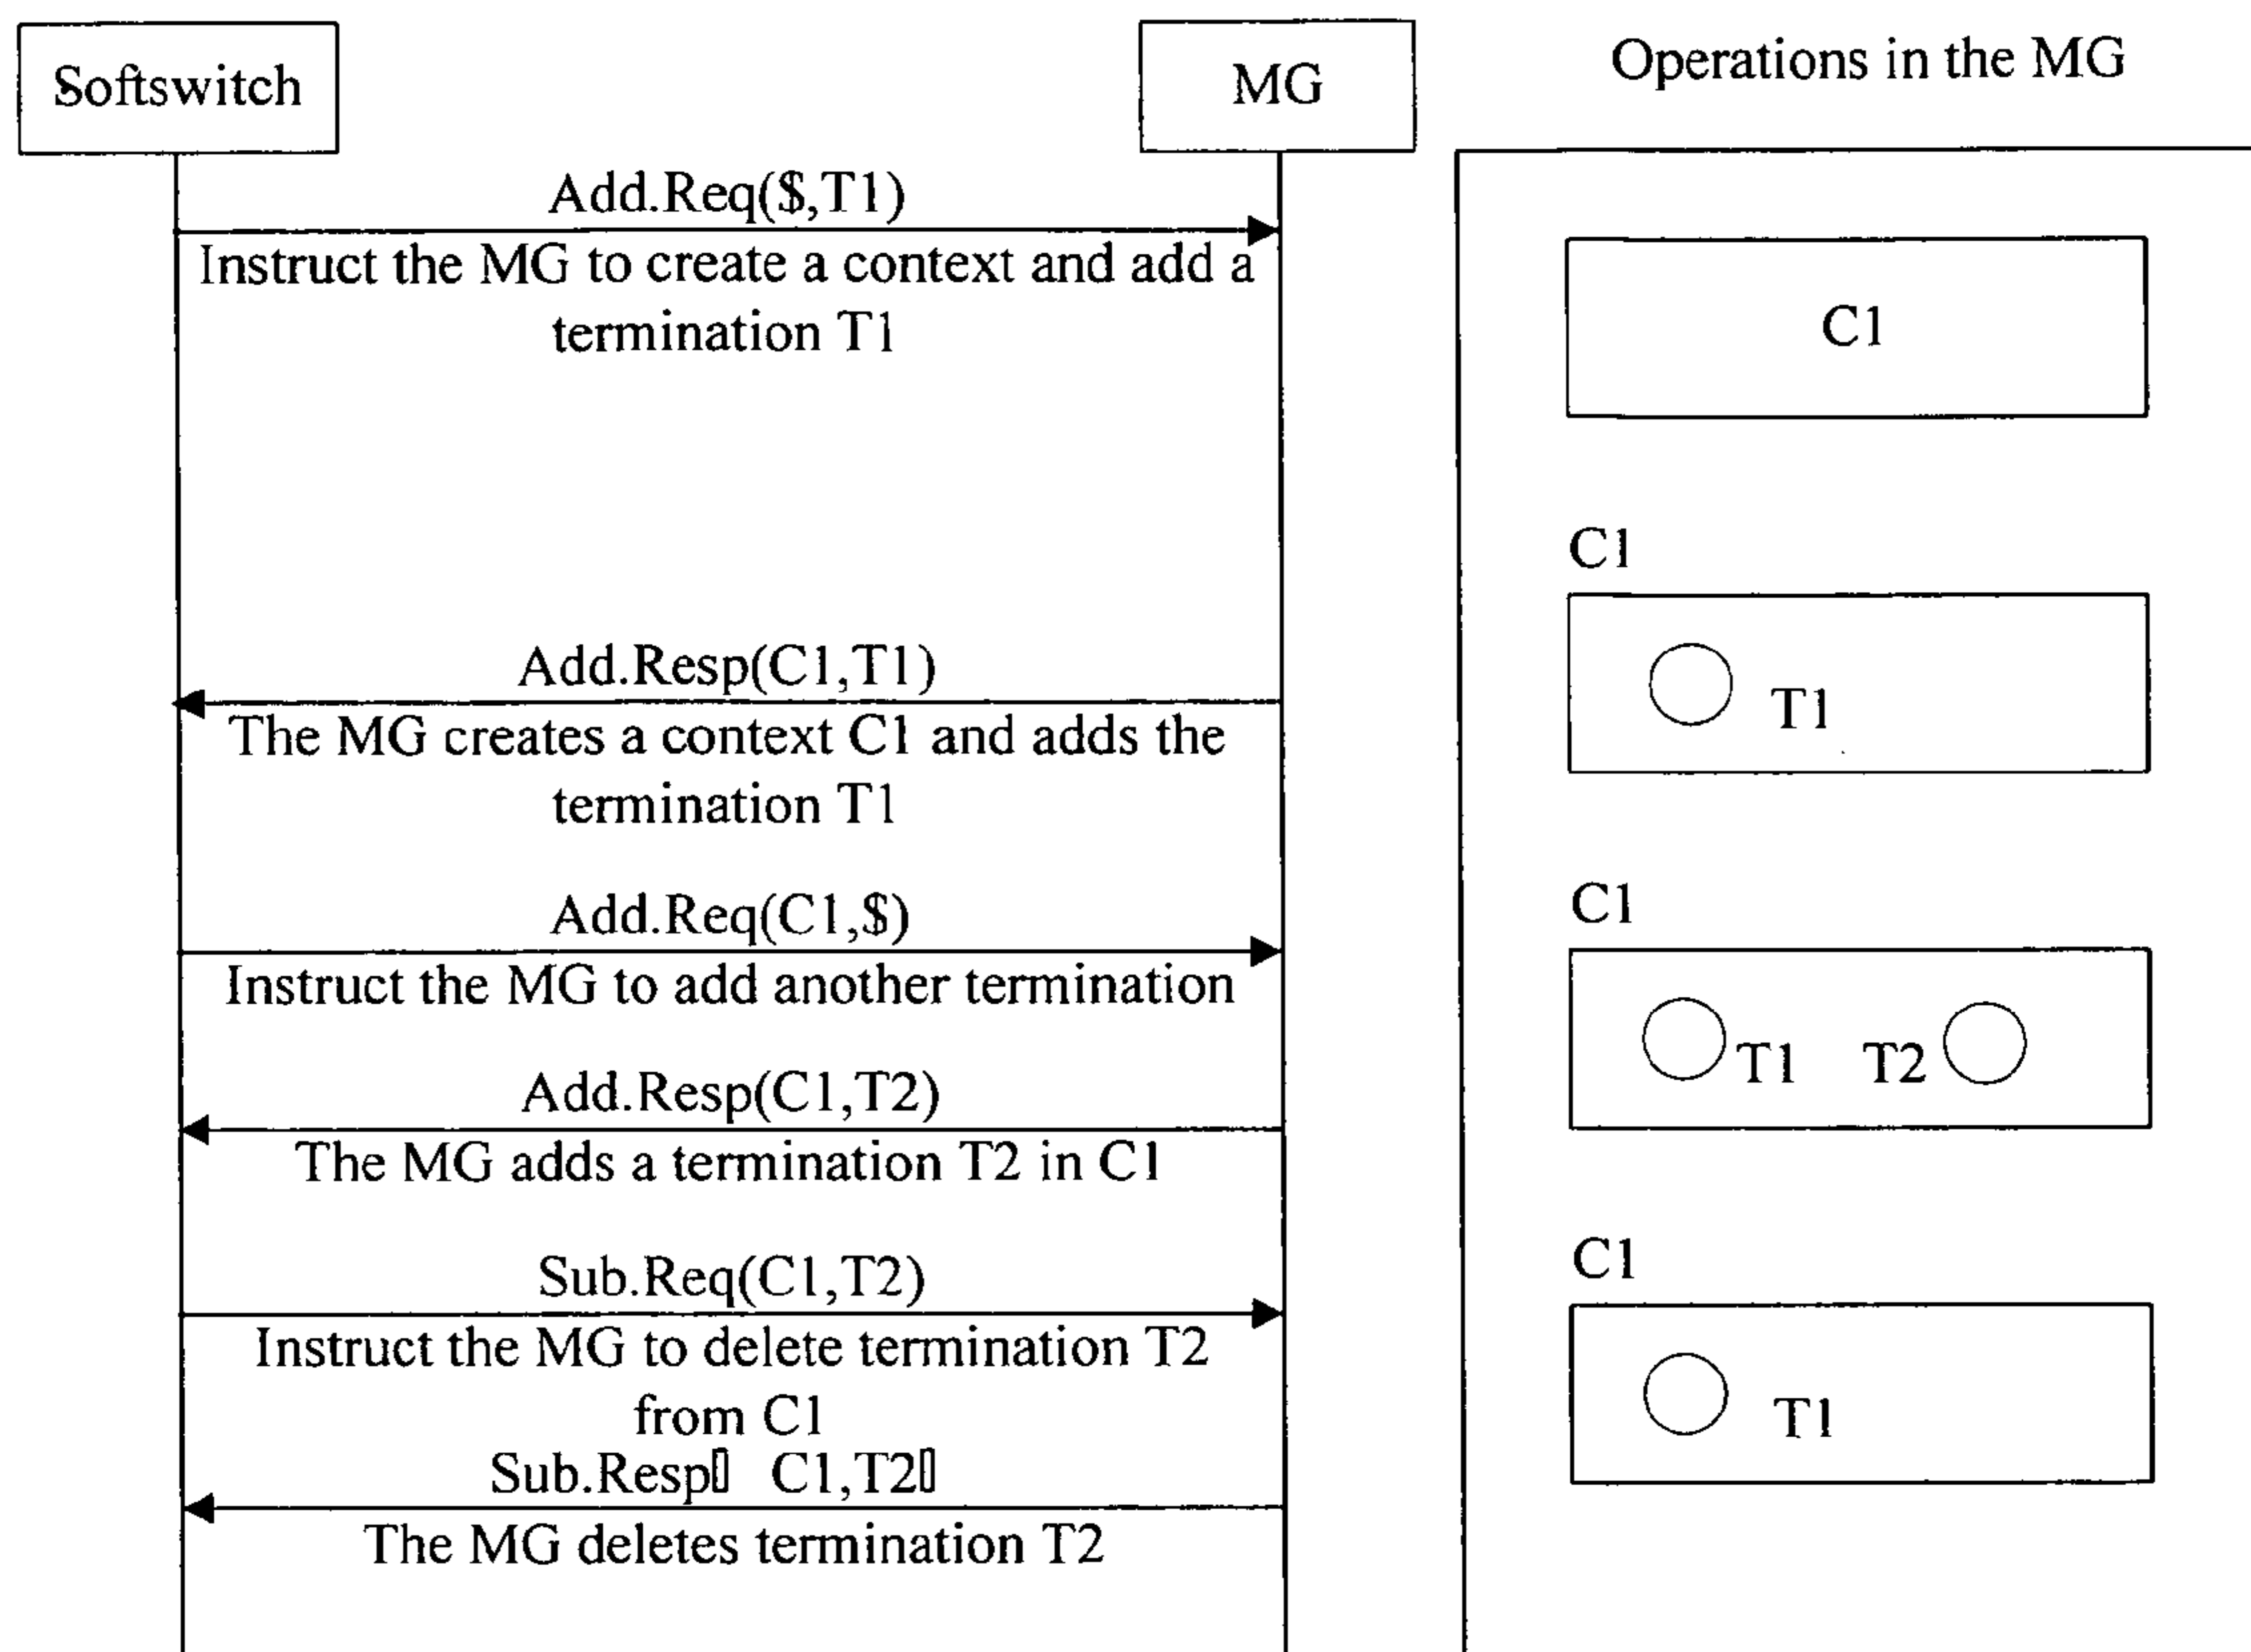 Softswitch
MG
Operations in the MG
Add.Req($,T1)
Instruct the MG to create a context and add a
termination T1
C1
C1
T1
Add.Resp(C1,T1)
The MG creates a context C1 and adds the
termination T1
Add.Req(C1,$)
Instruct the MG to add another termination
C1
T1 T2
Add.Resp(C1,T2)
The MG adds a termination T2 in C1
Sub.Req(C1,T2)
Instruct the MG to delete termination T2
from C1
C1
T1
Sub.Resp▯ C1,T2▯
The MG deletes termination T2